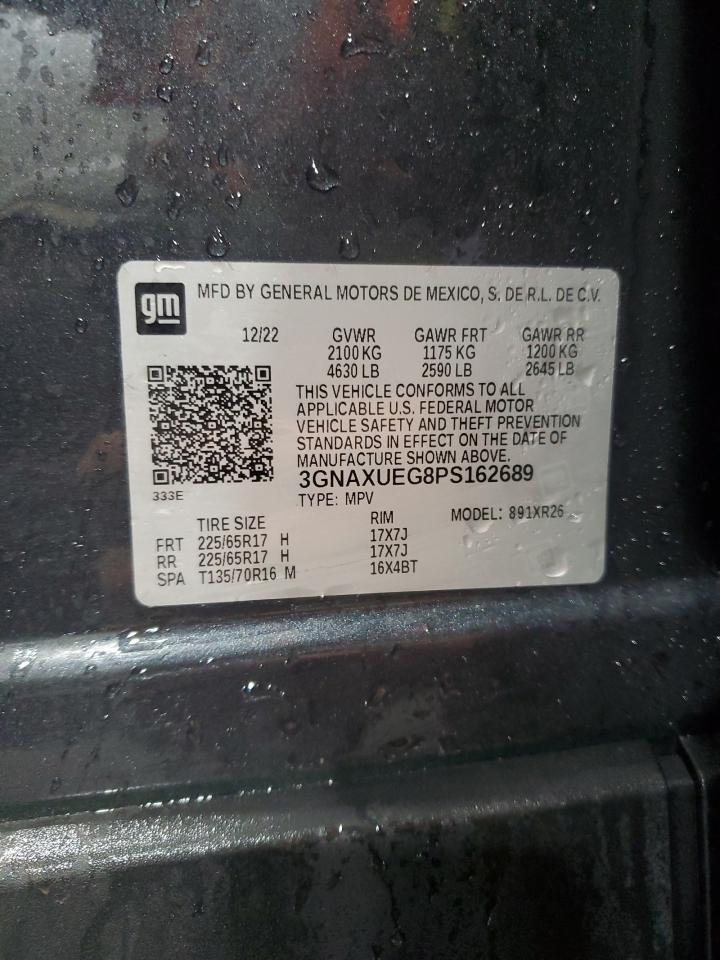 gm
MFD BY GENERAL MOTORS DE MEXICO, S. DE R.L. DE C.V.
12/22 GVWR GAWR FRT GAWR RR
2100 KG 1175 KG 1200 KG
4630 LB 2590 LB 2645 LB
THIS VEHICLE CONFORMS TO ALL
APPLICABLE U.S. FEDERAL MOTOR
VEHICLE SAFETY AND THEFT PREVENTION
STANDARDS IN EFFECT ON THE DATE OF
MANUFACTURE SHOWN ABOVE.
3GNAXUEG8PS162689
333E
TYPE: MPV
TIRE SIZE RIM MODEL: 891XR26
FRT 225/65R17 H 17X7J
RR 225/65R17 H 17X7J
SPA T135/70R16 M 16X4BT